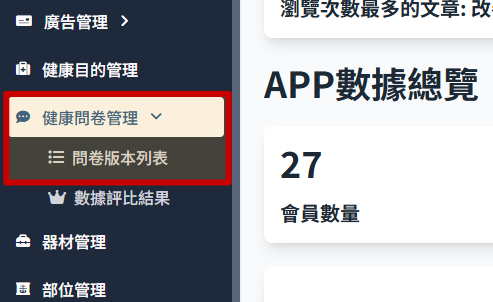 廣告管理
健康目的管理
健康問卷管理
問卷版本列表
數據評比結果
器材管理
部位管理
瀏覽次數最多的文章: 改
APP數據總覽
27
會員數量